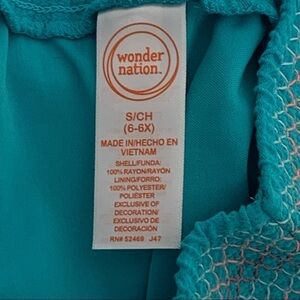 wonder
nation™
S/CH
(6-6X)
MADE IN/HECHO EN
VIETNAM
SHELL/FUNDA:
100% RAYON/RAYÓN
LINING/FORRO:
100% POLYESTER/
POLIÉSTER
EXCLUSIVE OF
DECORATION/
EXCLUSIVO DE
DECORACIÓN
RN# 52469 J47